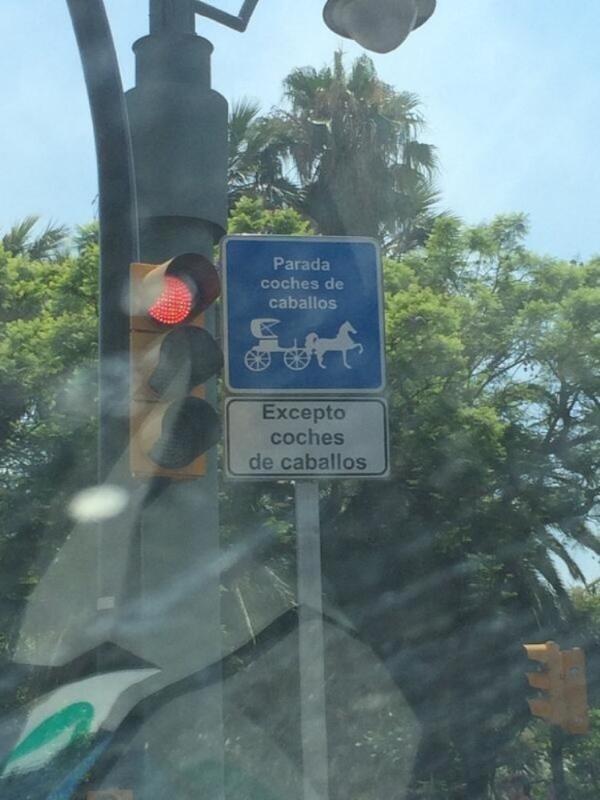 Parada
coches de
caballos
Excepto
coches
de caballos